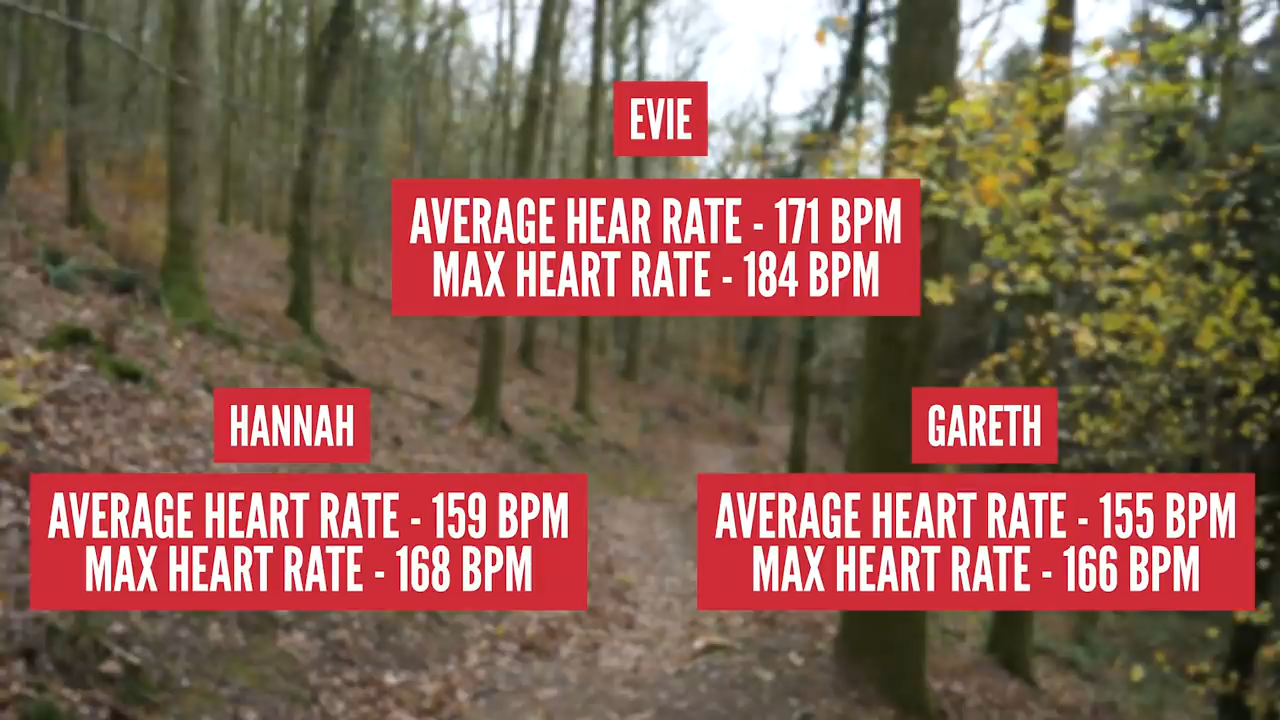 EVIE
AVERAGE HEAR RATE - 171 BPM
MAX HEART RATE - 184 BPM
HANNAH
AVERAGE HEART RATE - 159 BPM
MAX HEART RATE - 168 BPM
GARETH
AVERAGE HEART RATE - 155 BPM
MAX HEART RATE - 166 BPM